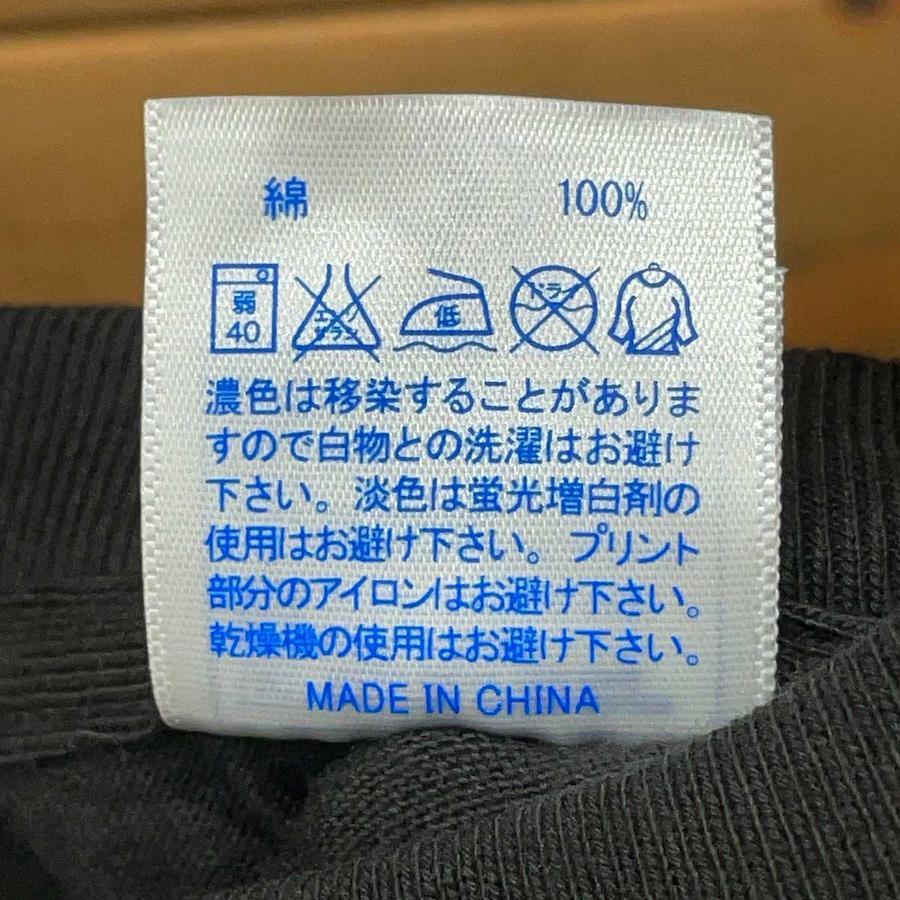 綿 100%
弱 40 エンソ サラシ 低 ドライ
濃色は移染することがありま
すので白物との洗濯はお避け
下さい。淡色は蛍光増白剤の
使用はお避け下さい。プリント
部分のアイロンはお避け下さい。
乾燥機の使用はお避け下さい。
MADE IN CHINA